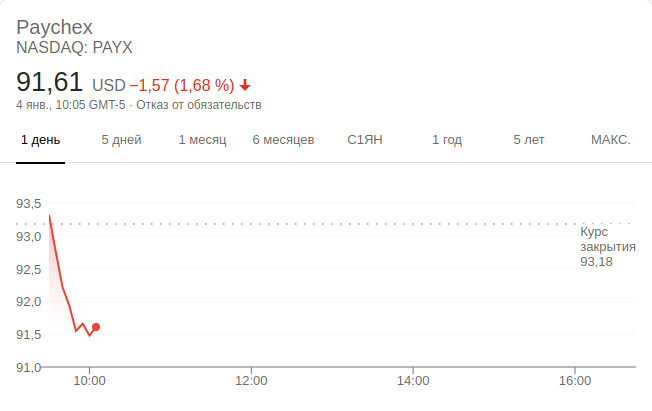 Paychex
NASDAQ: PAYX
91,61 USD −1,57 (1,68 %)
4 янв., 10:05 GMT-5 · Отказ от обязательств
1 день 5 дней 1 месяц 6 месяцев С1ЯН 1 год 5 лет МАКС.
93,5
Курс
93,0
закрытия
93,18
92,5
92,0
91,5
91,0
10:00 12:00 14:00 16:00